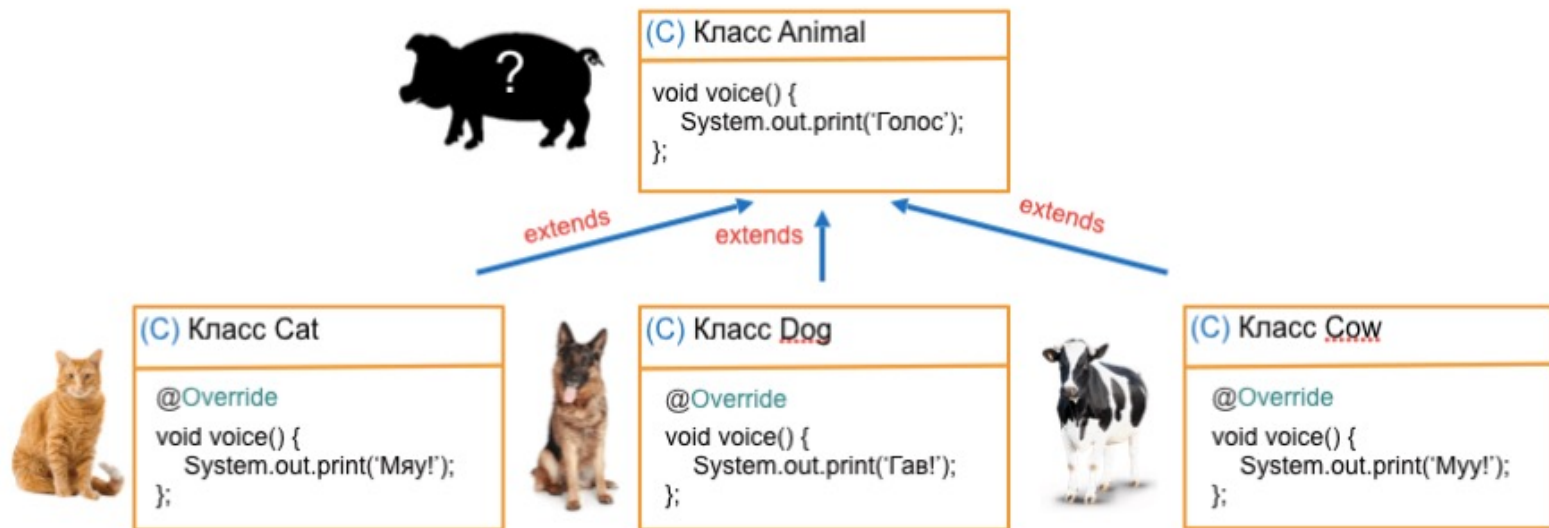 ?
(C) Класс Animal
void voice() {
System.out.print('Голос');
};
extends
extends
extends
(C) Класс Cat
@Override
void voice() {
System.out.print('Мяу!');
};
(C) Класс Dog
@Override
void voice() {
System.out.print('Гав!');
};
(C) Класс Cow
@Override
void voice() {
System.out.print('Муу!');
};